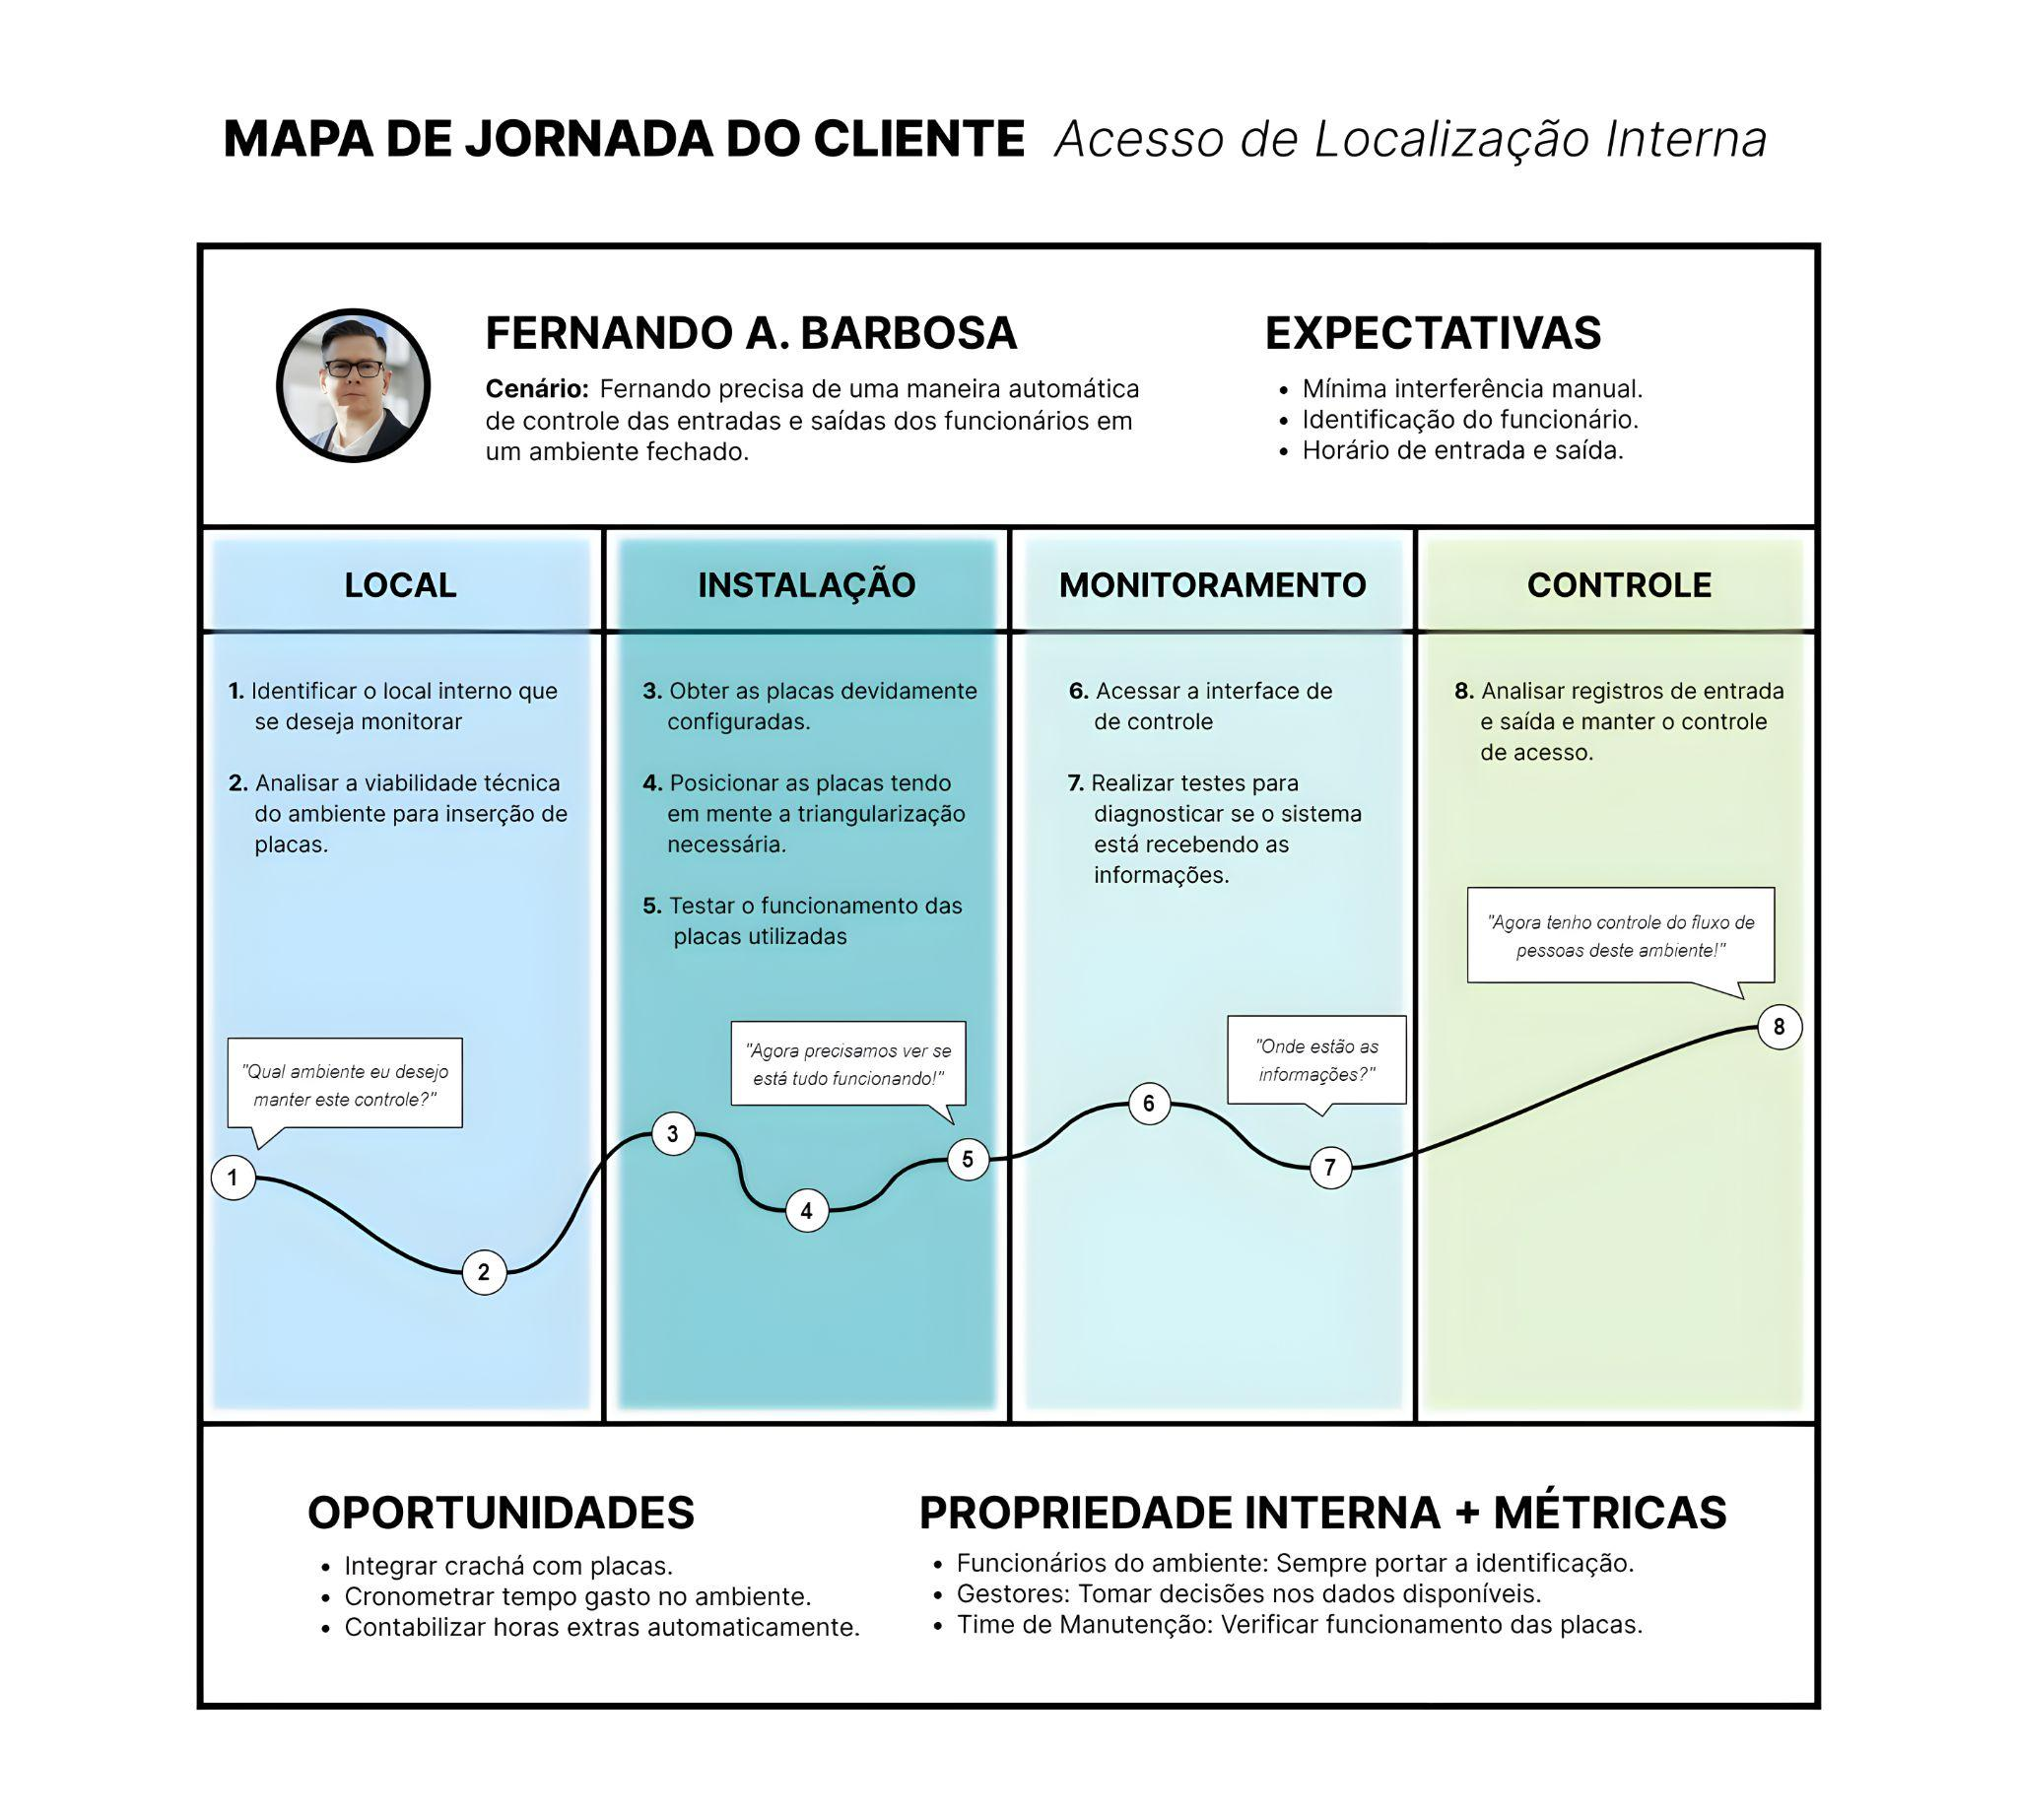 MAPA DE JORNADA DO CLIENTE Acesso de Localização Interna
FERNANDO A. BARBOSA
Cenário: Fernando precisa de uma maneira automática
de controle das entradas e saídas dos funcionários em
um ambiente fechado.
EXPECTATIVAS
• Mínima interferência manual.
• Identificação do funcionário.
• Horário de entrada e saída.
LOCAL
1. Identificar o local interno que
se deseja monitorar
2. Analisar a viabilidade técnica
do ambiente para inserção de
placas.
"Qual ambiente eu desejo
manter este controle?"
1
2
INSTALAÇÃO
3. Obter as placas devidamente
configuradas.
4. Posicionar as placas tendo
em mente a triangularização
necessária.
5. Testar o funcionamento das
placas utilizadas
"Agora precisamos ver se
está tudo funcionando!"
3
4
5
MONITORAMENTO
6. Acessar a interface de
de controle
7. Realizar testes para
diagnosticar se o sistema
está recebendo as
informações.
"Onde estão as
informações?"
6
7
CONTROLE
8. Analisar registros de entrada
e saída e manter o controle
de acesso.
"Agora tenho controle do fluxo de
pessoas deste ambiente!"
8
OPORTUNIDADES
• Integrar crachá com placas.
• Cronometrar tempo gasto no ambiente.
• Contabilizar horas extras automaticamente.
PROPRIEDADE INTERNA + MÉTRICAS
• Funcionários do ambiente: Sempre portar a identificação.
• Gestores: Tomar decisões nos dados disponíveis.
• Time de Manutenção: Verificar funcionamento das placas.